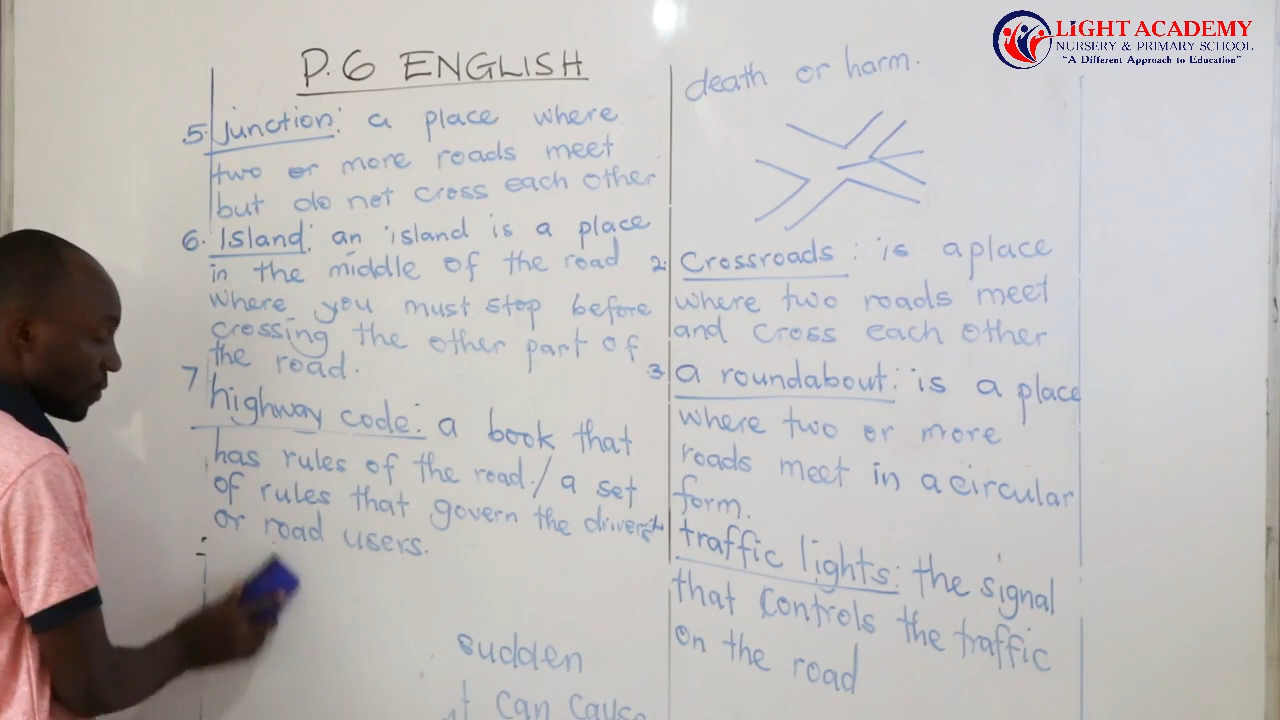 LIGHT ACADEMY
NURSERY & PRIMARY SCHOOL
"A Different Approach to Education"
P.6 ENGLISH
5. junction: a place where
two or more roads meet
but do not cross each other
6. Island: an island is a place
in the middle of the road
where you must stop before
crossing the other part of
the road.
7 highway code: a book that
has rules of the road./ a set
of rules that govern the drivers
or road users.
sudden
it can cause
death or harm.
2. Crossroads: is aplace
where two roads meet
and cross each other
3. a roundabout: is a place
where two or more
roads meet in a circular
form.
traffic lights: the signal
that controls the traffic
on the road